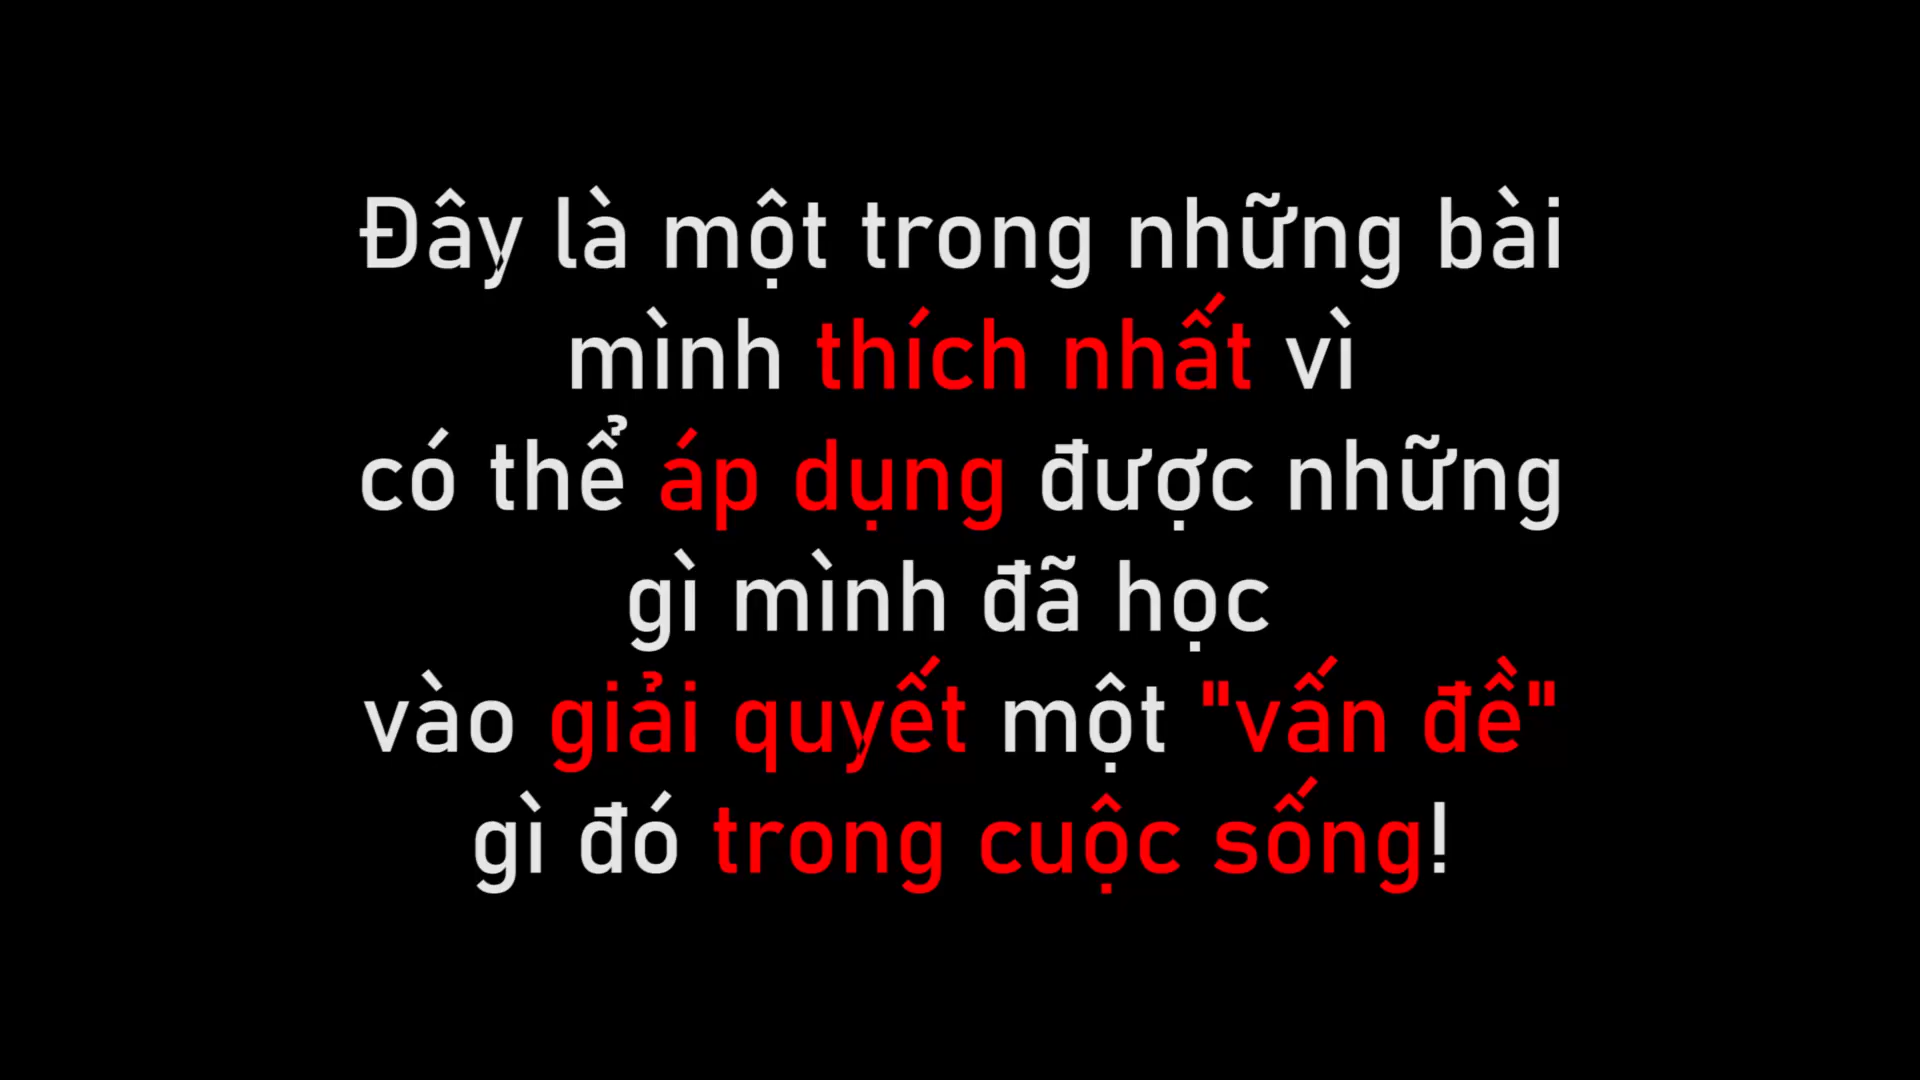 Đây là một trong những bài
mình thích nhất vì
có thể áp dụng được những
gì mình đã học
vào giải quyết một "vấn đề"
gì đó trong cuộc sống!